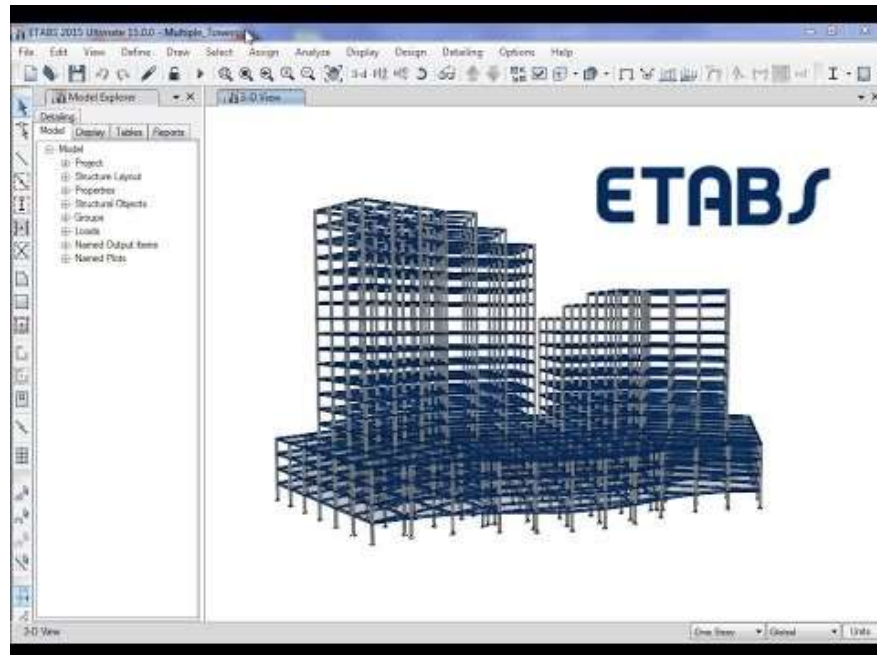 ETABS 2015 Ultimate 15.0.0 - Multiple_Towers
File Edit View Define Draw Select Assign Analyze Display Design Detailing Options Help
Model Explorer
3-D View
Detailing
Model Display Tables Reports
Model
Project
Structure Layout
Properties
Structural Objects
Groups
Loads
Named Output Items
Named Plots
ETABS
3-D View
One Story Global Units